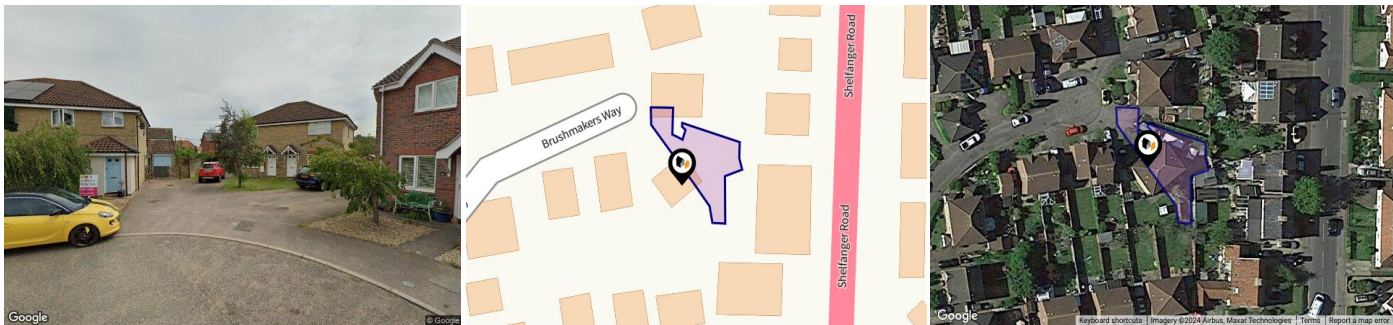 Google
© Google
Brushmakers Way
Shelfanger Road
Shelfanger Road
Google
Keyboard shortcuts
Imagery ©2024 Airbus, Maxar Technologies
Terms
Report a map error